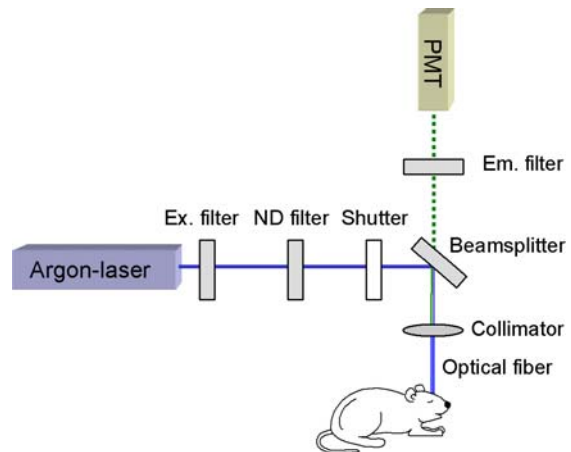 PMT
Em. filter
Ex. filter ND filter Shutter
Beamsplitter
Argon-laser
Collimator
Optical fiber